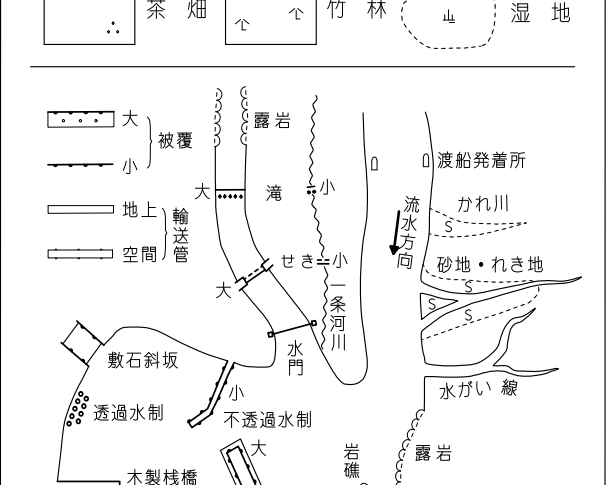 茶畑
竹林
湿地
大
被覆
小
地上
輸送管
空間
露岩
大
滝
小
せき
小
大
一条河川
水門
渡船発着所
流水方向
かれ川
S
砂地・れき地
S
S
S
水がい線
敷石斜坂
透過水制
小
不透過水制
大
木製桟橋
岩礁
露岩